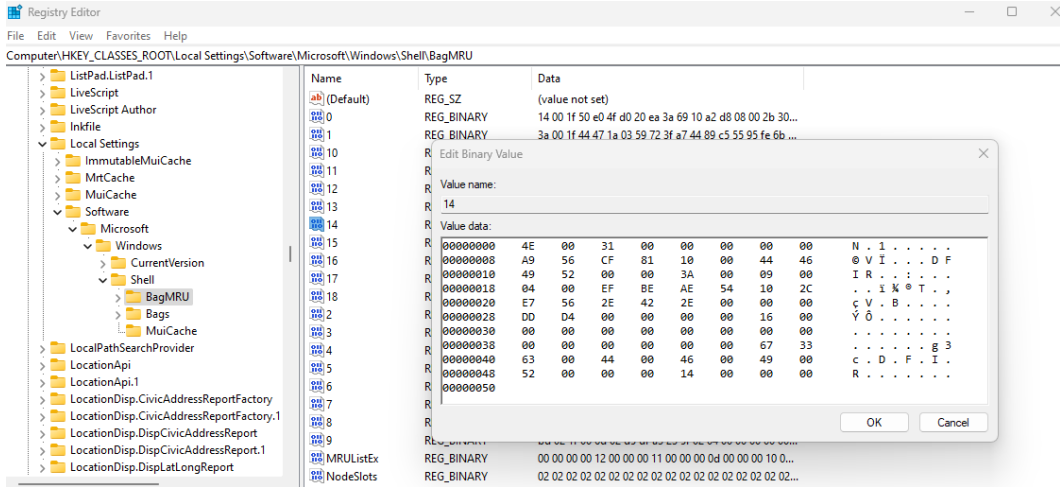 Registry Editor
File Edit View Favorites Help
Computer\HKEY_CLASSES_ROOT\Local Settings\Software\Microsoft\Windows\Shell\BagMRU
ListPad.ListPad.1
LiveScript
LiveScript Author
lnkfile
Local Settings
ImmutableMuiCache
MrtCache
MuiCache
Software
Microsoft
Windows
CurrentVersion
Shell
BagMRU
Bags
MuiCache
LocalPathSearchProvider
LocationApi
LocationApi.1
LocationDisp.CivicAddressReportFactory
LocationDisp.CivicAddressReportFactory.1
LocationDisp.DispCivicAddressReport
LocationDisp.DispCivicAddressReport.1
LocationDisp.DispLatLongReport
Name Type Data
(Default) REG_SZ (value not set)
0 REG_BINARY 14 00 1f 50 e0 4f d0 20 ea 3a 69 10 a2 d8 08 00 2b 30...
1 REG_BINARY 3a 00 1f 44 47 1a 03 59 72 3f a7 44 89 c5 55 95 fe 6b ...
10
11
12
13
14
15
16
17
18
2
3
4
5
6
7
8
9
MRUListEx REG_BINARY 00 00 00 00 12 00 00 00 11 00 00 00 0d 00 00 00 10 0...
NodeSlots REG_BINARY 02 02 02 02 02 02 02 02 02 02 02 02 02 02 02 02 02 02...
Edit Binary Value
Value name:
14
Value data:
00000000 4E 00 31 00 00 00 00 00 N . 1 . . . . .
00000008 A9 56 CF 81 10 00 44 46 © V Ï . . . D F
00000010 49 52 00 00 3A 00 09 00 I R . . : . . .
00000018 04 00 EF BE AE 54 10 2C . . ï ¾ ® T . ,
00000020 E7 56 2E 42 2E 00 00 00 ç V . B . . . .
00000028 DD D4 00 00 00 00 16 00 Ý Ô . . . . . .
00000030 00 00 00 00 00 00 00 00 . . . . . . . .
00000038 00 00 00 00 00 00 67 33 . . . . . . g 3
00000040 63 00 44 00 46 00 49 00 c . D . F . I .
00000048 52 00 00 00 14 00 00 00 R . . . . . . .
00000050
OK Cancel